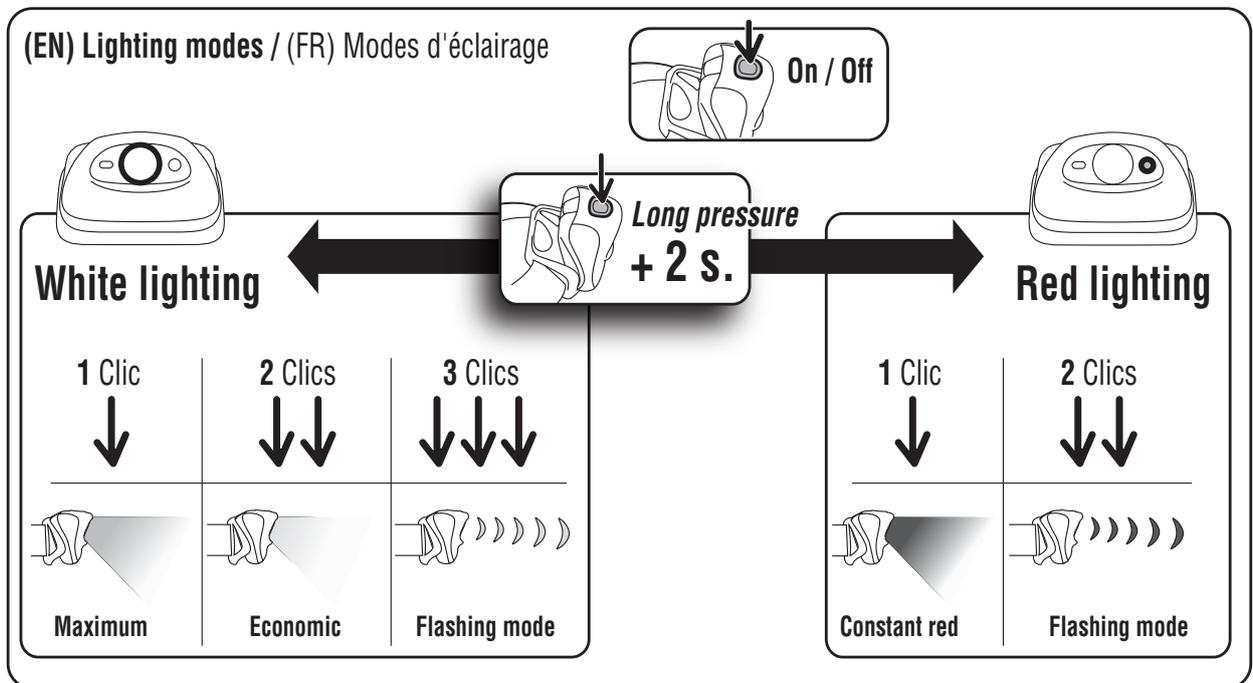 (EN) Lighting modes / (FR) Modes d'éclairage
On / Off
Long pressure
+ 2 s.
White lighting
1 Clic
2 Clics
3 Clics
Maximum
Economic
Flashing mode
Red lighting
1 Clic
2 Clics
Constant red
Flashing mode